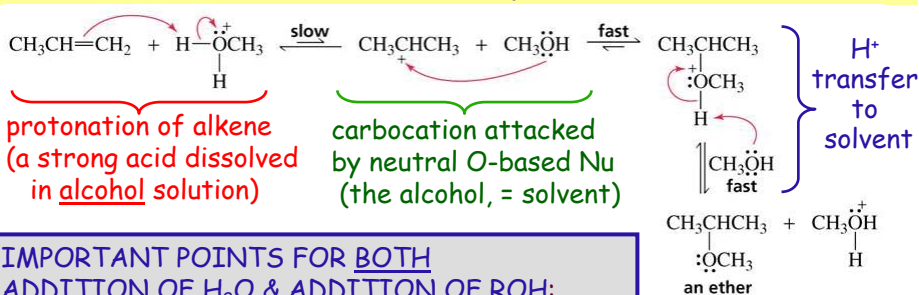 CH₃CH=CH₂ + H—ÖCH₃ slow CH₃CHCH₃ + CH₃ÖH fast CH₃CHCH₃
+
H
+
+
:OCH₃
H
H⁺
transfer
to
solvent
protonation of alkene
(a strong acid dissolved
in alcohol solution)
carbocation attacked
by neutral O-based Nu
(the alcohol, = solvent)
CH₃ÖH
fast
CH₃CHCH₃ + CH₃ÖH
+
:OCH₃ H
an ether
IMPORTANT POINTS FOR BOTH
ADDITION OF H₂O & ADDITION OF ROH: